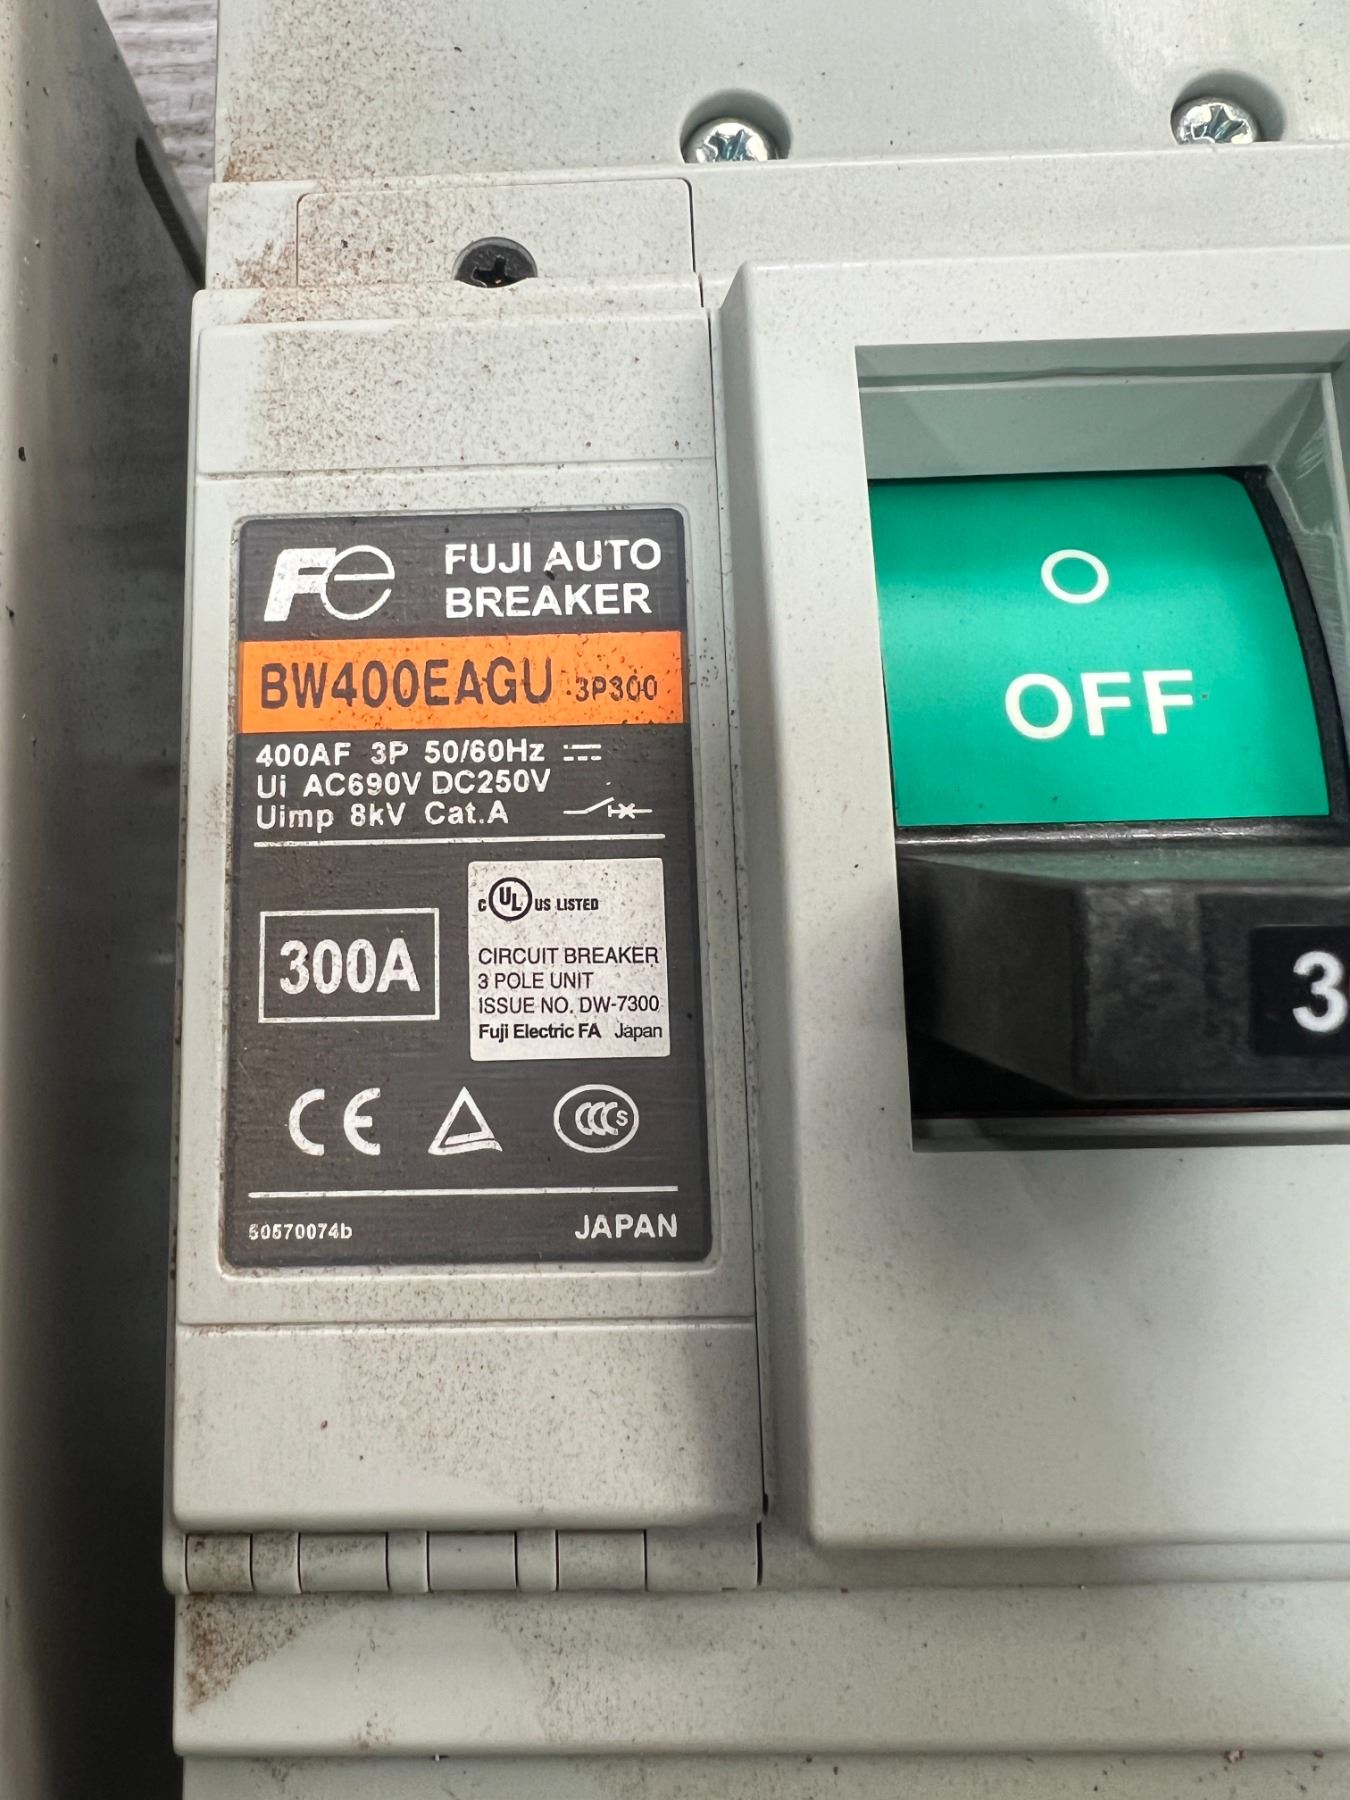 Fe
FUJI AUTO
BREAKER
BW400EAGU -3P300
400AF 3P 50/60Hz
Ui AC690V DC250V
Uimp 8kV Cat.A
300A
c UL US LISTED
CIRCUIT BREAKER
3 POLE UNIT
ISSUE NO. DW-7300
Fuji Electric FA Japan
CE
CCC S
50570074b
JAPAN
O
OFF
3